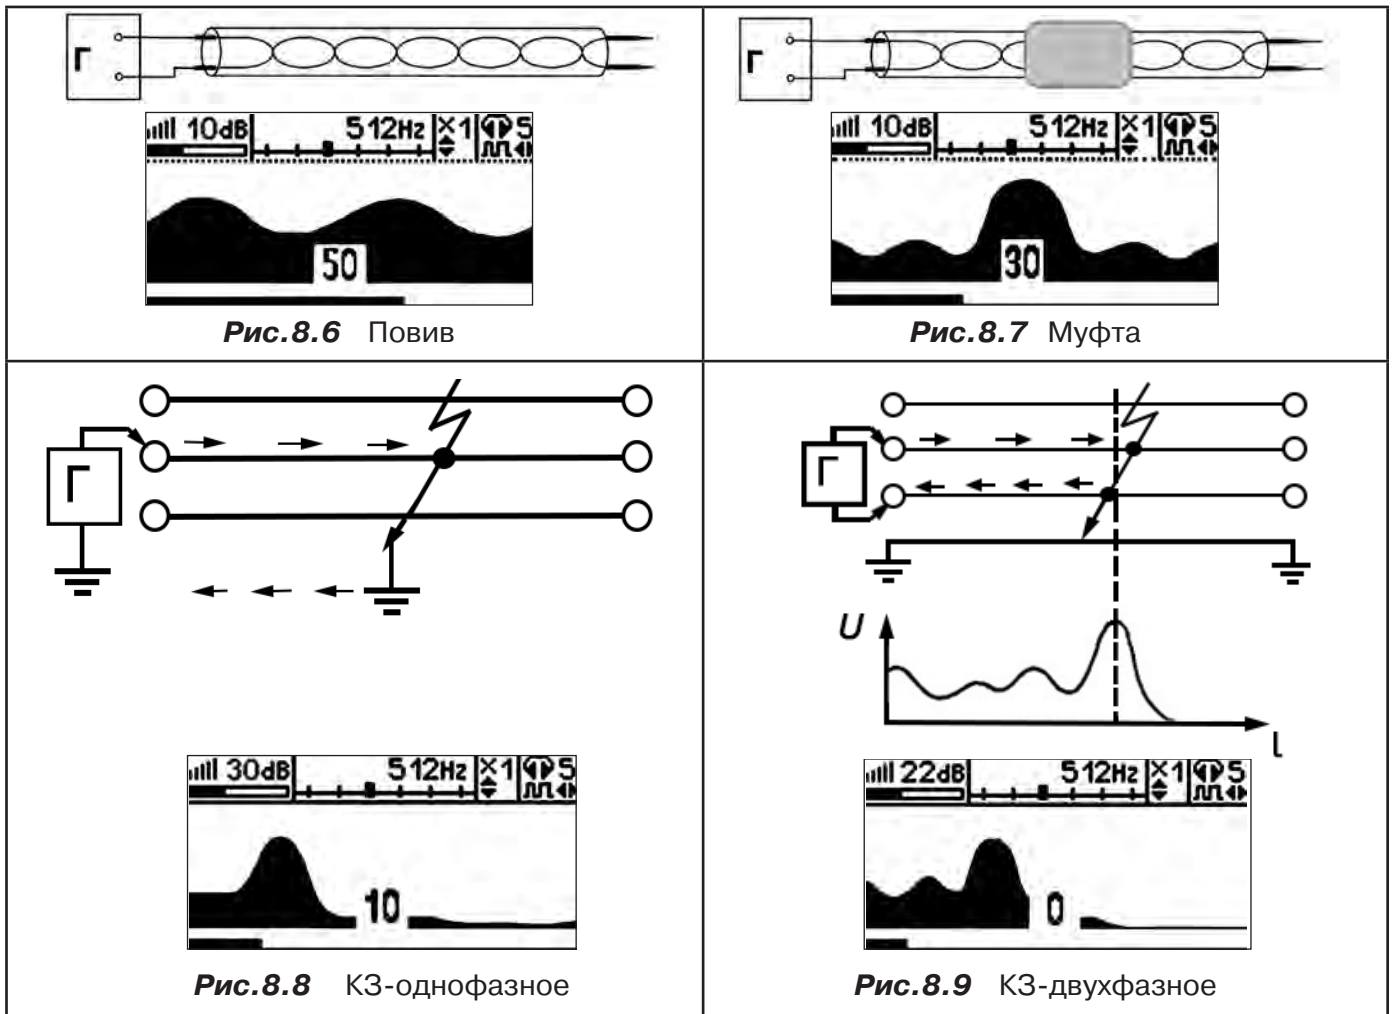 Г
10dB 512Hz X1 5
50
Рис.8.6 Повив
Г
10dB 512Hz X1 5
30
Рис.8.7 Муфта
Г
30dB 512Hz X1 5
10
Рис.8.8 КЗ-однофазное
Г
U
l
22dB 512Hz X1 5
0
Рис.8.9 КЗ-двухфазное